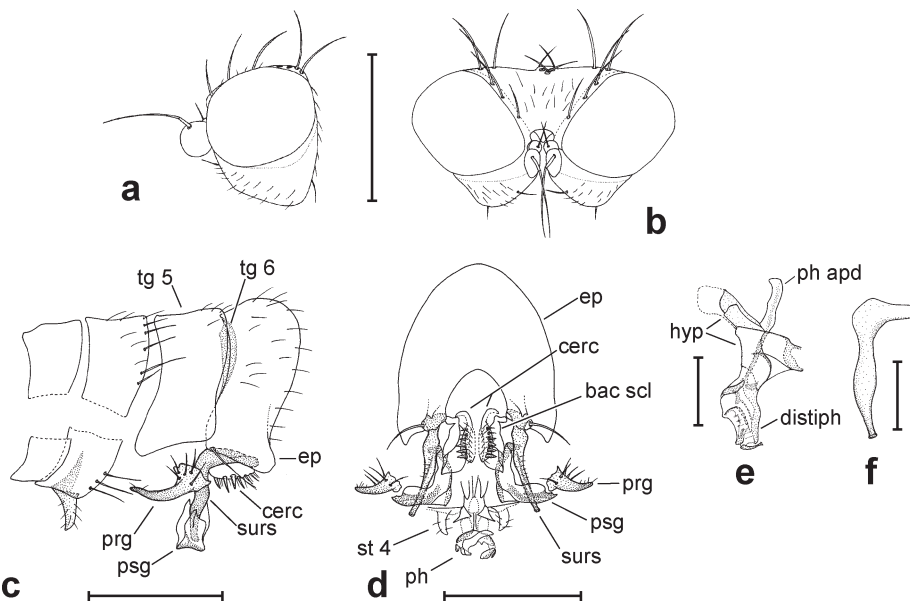 a
b
tg 5
tg 6
ep
cerc
surs
prg
psg
c
ep
cerc
bac scl
prg
psg
surs
st 4
ph
d
ph apd
hyp
distiph
e
f